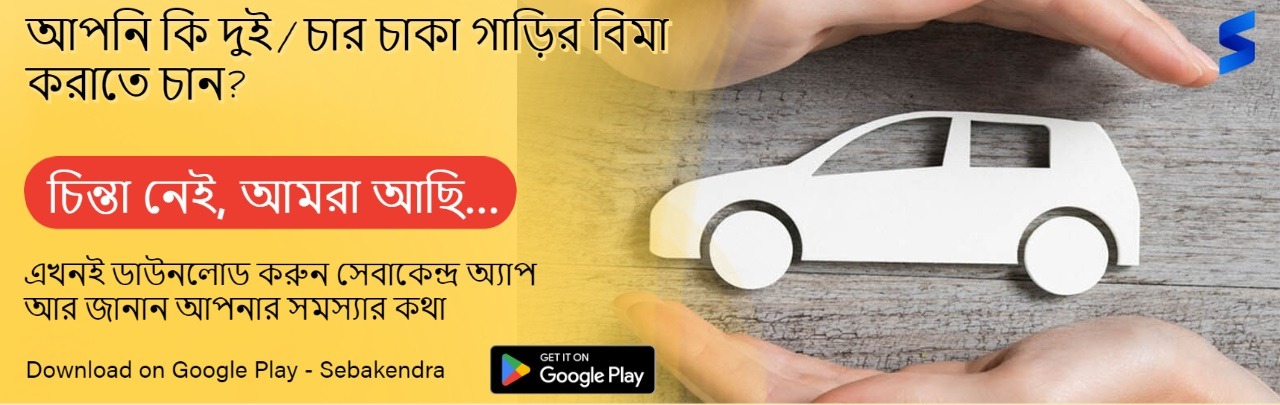 আপনি কি দুই/চার চাকা গাড়ির বিমা
করাতে চান?
চিন্তা নেই, আমরা আছি...
এখনই ডাউনলোড করুন সেবাকেন্দ্র অ্যাপ
আর জানান আপনার সমস্যার কথা
Download on Google Play - Sebakendra
GET IT ON
Google Play